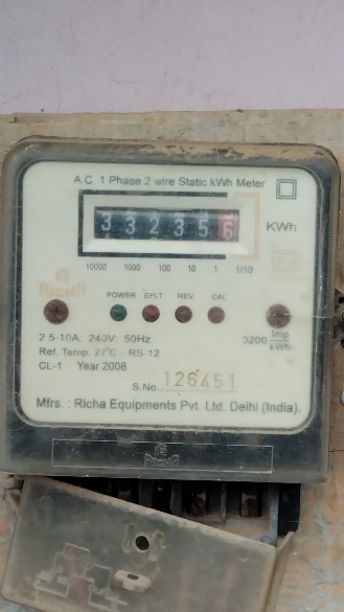 A.C 1 Phase 2 wire Static kWh Meter
3 3 2 3 5 6 KWh
10000 1000 100 10 1 1/10
RICHA
POWER EFLT REV. CAL
2.5-10A; 240V: 50Hz 3200 Imp/kWh
Ref. Temp. 27°C RS-12
CL-1 Year 2008
S.No. 126451
Mfrs. : Richa Equipments Pvt. Ltd. Delhi (India).
RICHA